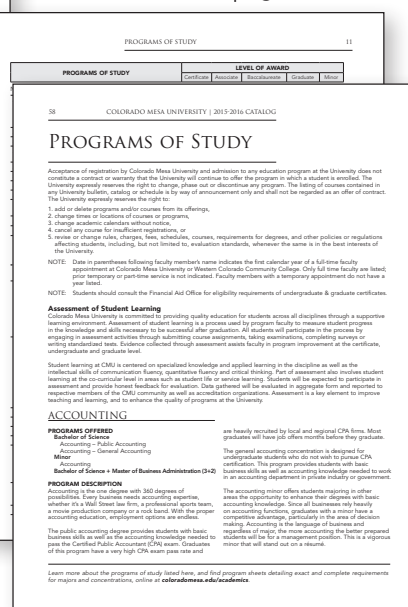 PROGRAMS OF STUDY 11
PROGRAMS OF STUDY
LEVEL OF AWARD
Certificate Associate Baccalaureate Graduate Minor
58 COLORADO MESA UNIVERSITY | 2015-2016 CATALOG
PROGRAMS OF STUDY
Acceptance of registration by Colorado Mesa University and admission to any education program at the University does not
constitute a contract or warranty that the University will continue to offer the program in which a student is enrolled. The
University expressly reserves the right to change, phase out or discontinue any program. The listing of courses contained in
any University bulletin, catalog or schedule is by way of announcement only and shall not be regarded as an offer of contract.
The University expressly reserves the right to:
1. add or delete programs and/or courses from its offerings,
2. change times or locations of courses or programs,
3. change academic calendars without notice,
4. cancel any course for insufficient registrations, or
5. revise or change rules, charges, fees, schedules, courses, requirements for degrees, and other policies or regulations
affecting students, including, but not limited to, evaluation standards, whenever the same is in the best interests of
the University.
NOTE: Date in parentheses following faculty member's name indicates the first calendar year of a full-time faculty
appointment at Colorado Mesa University or Western Colorado Community College. Only full time faculty are listed;
prior temporary or part-time service is not indicated. Faculty members with a temporary appointment do not have a
year listed.
NOTE: Students should consult the Financial Aid Office for eligibility requirements of undergraduate & graduate certificates.
Assessment of Student Learning
Colorado Mesa University is committed to providing quality education for students across all disciplines through a supportive
learning environment. Assessment of student learning is a process used by program faculty to measure student progress
in the knowledge and skills necessary to be successful after graduation. All students will participate in the process by
engaging in assessment activities through submitting course assignments, taking examinations, completing surveys or
writing standardized tests. Evidence collected through assessment assists faculty in program improvement at the certificate,
undergraduate and graduate level.
Student learning at CMU is centered on specialized knowledge and applied learning in the discipline as well as the
intellectual skills of communication fluency, quantitative fluency and critical thinking. Part of assessment also involves student
learning at the co-curricular level in areas such as student life or service learning. Students will be expected to participate in
assessment and provide honest feedback for evaluation. Data gathered will be evaluated in aggregate form and reported to
respective members of the CMU community as well as accreditation organizations. Assessment is a key element to improve
teaching and learning, and to enhance the quality of programs at the University.
ACCOUNTING
PROGRAMS OFFERED
Bachelor of Science
Accounting – Public Accounting
Accounting – General Accounting
Minor
Accounting
Bachelor of Science + Master of Business Administration (3+2)
PROGRAM DESCRIPTION
Accounting is the one degree with 360 degrees of
possibilities. Every business needs accounting expertise,
whether it's a Wall Street law firm, a professional sports team,
a movie production company or a rock band. With the proper
accounting education, employment options are endless.
The public accounting degree provides students with basic
business skills as well as the accounting knowledge needed to
pass the Certified Public Accountant (CPA) exam. Graduates
of this program have a very high CPA exam pass rate and
are heavily recruited by local and regional CPA firms. Most
graduates will have job offers months before they graduate.
The general accounting concentration is designed for
undergraduate students who do not wish to pursue CPA
certification. This program provides students with basic
business skills as well as accounting knowledge needed to work
in an accounting department in private industry or government.
The accounting minor offers students majoring in other
areas the opportunity to enhance their degrees with basic
accounting knowledge. Since all businesses rely heavily
on accounting functions, graduates with a minor have a
competitive advantage, particularly in the area of decision
making. Accounting is the language of business and
regardless of major, the more accounting the better prepared
students will be for a management position. This is a vigorous
minor that will stand out on a résumé.
Learn more about the programs of study listed here, and find program sheets detailing exact and complete requirements
for majors and concentrations, online at coloradomesa.edu/academics.